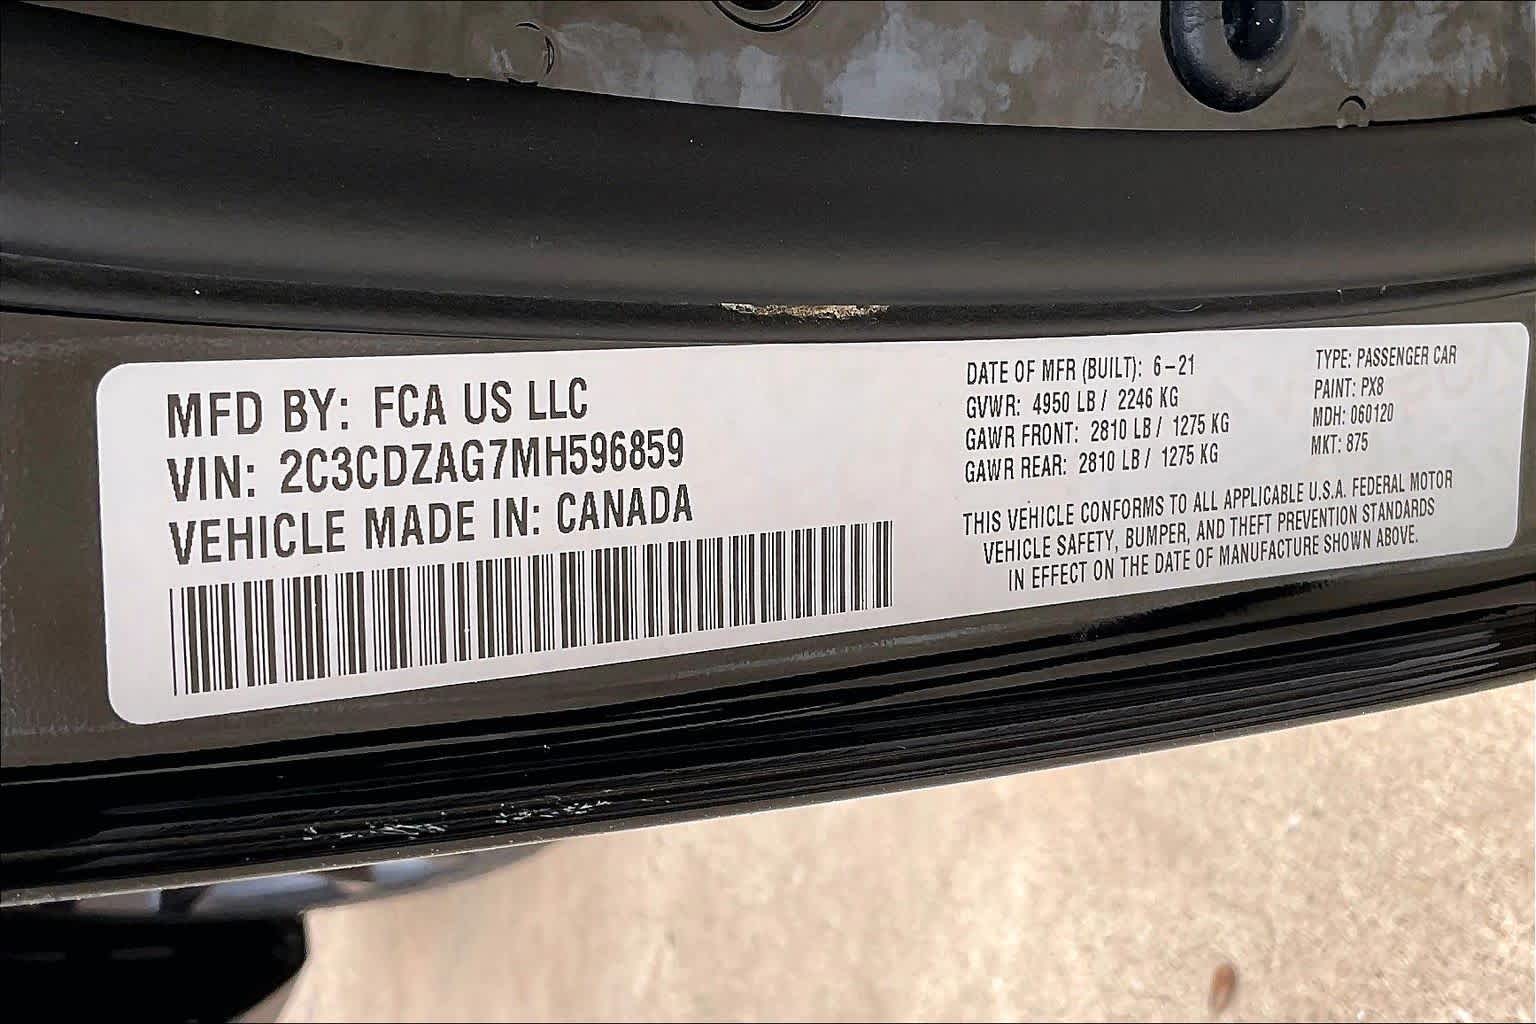 MFD BY: FCA US LLC
VIN: 2C3CDZAG7MH596859
VEHICLE MADE IN: CANADA
DATE OF MFR (BUILT): 6-21
GVWR: 4950 LB / 2246 KG
GAWR FRONT: 2810 LB / 1275 KG
GAWR REAR: 2810 LB / 1275 KG
TYPE: PASSENGER CAR
PAINT: PX8
MDH: 060120
MKT: 875
THIS VEHICLE CONFORMS TO ALL APPLICABLE U.S.A. FEDERAL MOTOR
VEHICLE SAFETY, BUMPER, AND THEFT PREVENTION STANDARDS
IN EFFECT ON THE DATE OF MANUFACTURE SHOWN ABOVE.